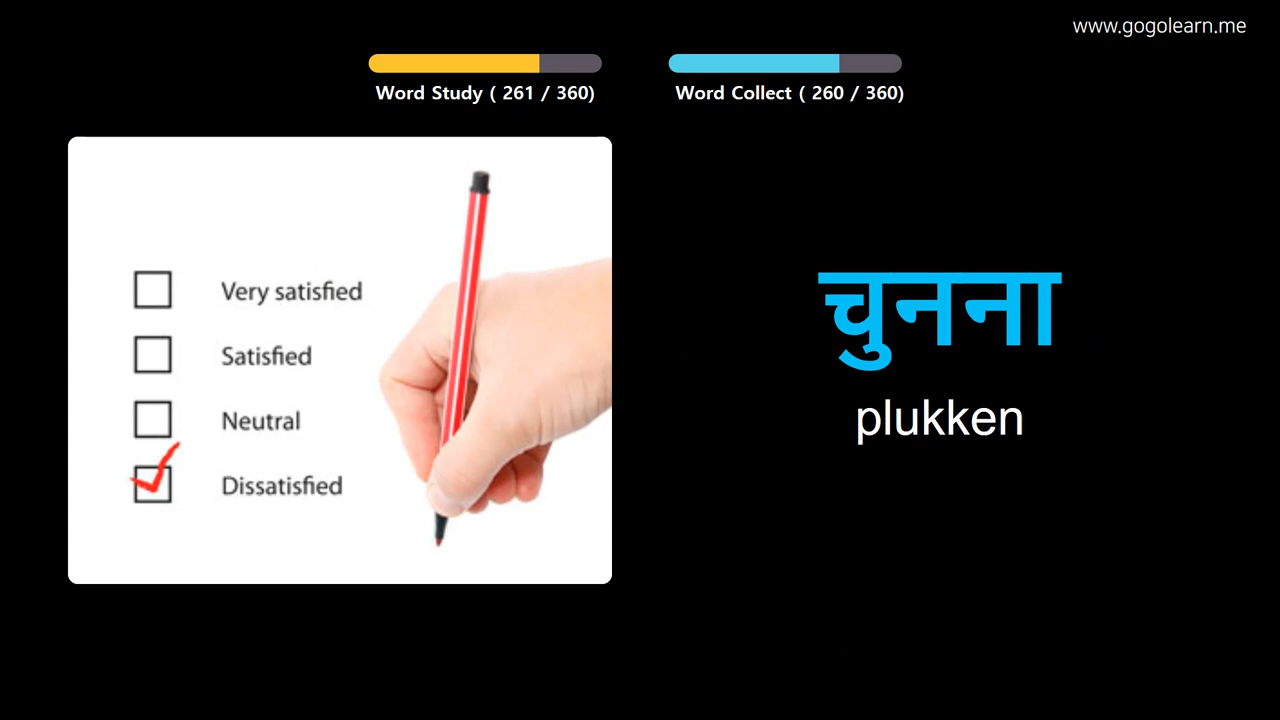 www.gogolearn.me
Word Study ( 261 / 360)
Word Collect ( 260 / 360)
Very satisfied
Satisfied
Neutral
Dissatisfied
चुनना
plukken